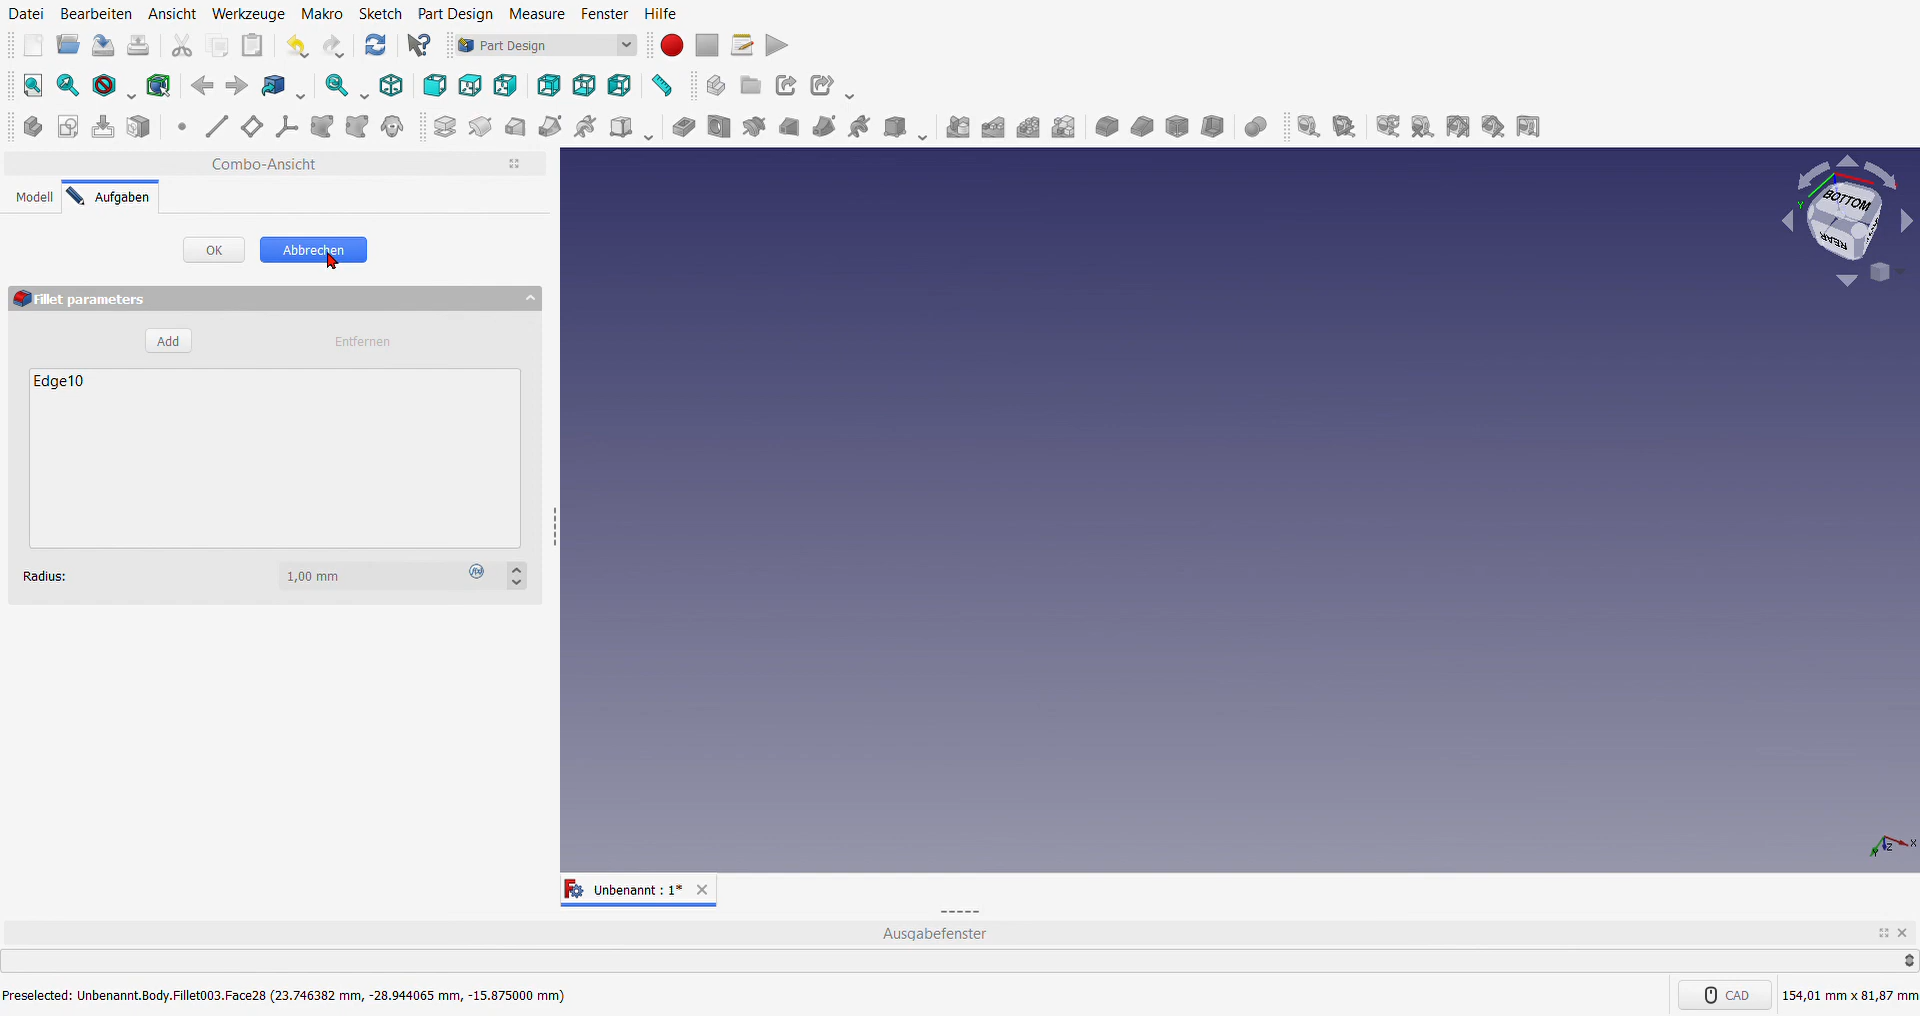 Datei Bearbeiten Ansicht Werkzeuge Makro Sketch Part Design Measure Fenster Hilfe
Part Design
Combo-Ansicht
Modell Aufgaben
OK Abbrechen
Fillet parameters
Add Entfernen
Edge10
Radius: 1,00 mm
BOTTOM
REAR
Y
X
Z
Unbenannt : 1*
Ausgabefenster
Preselected: Unbenannt.Body.Fillet003.Face28 (23.746382 mm, -28.944065 mm, -15.875000 mm)
CAD 154,01 mm x 81,87 mm